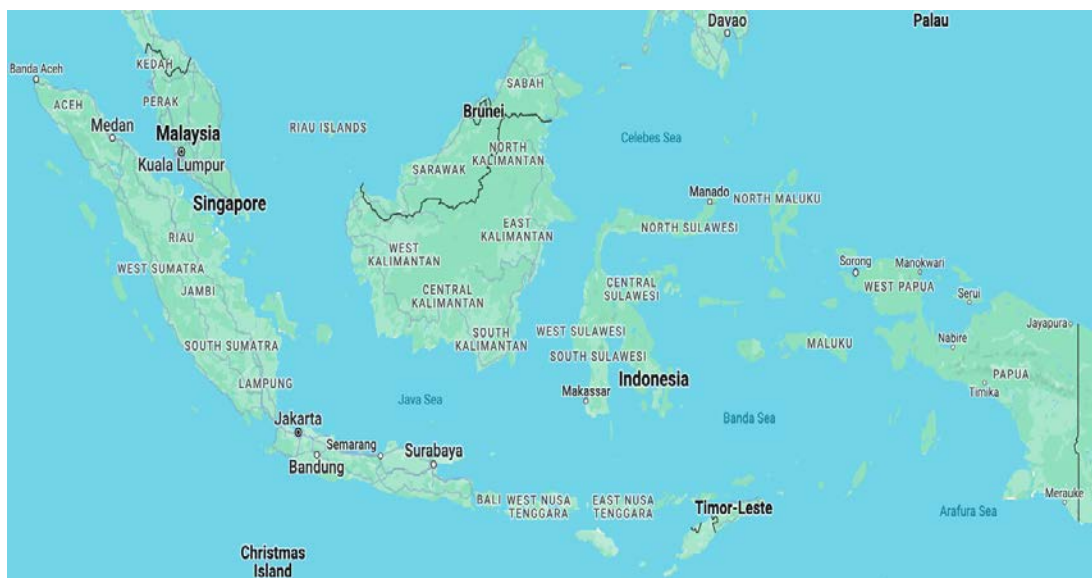 Davao
Palau
KEDAH
Banda Aceh
SABAH
ACEH
PERAK
Brunei
Medan
Malaysia
RIAU ISLANDS
Celebes Sea
NORTH
KALIMANTAN
Kuala Lumpur
SARAWAK
Singapore
Manado
NORTH MALUKU
EAST
KALIMANTAN
NORTH SULAWESI
RIAU
WEST
KALIMANTAN
Sorong
Manokwari
WEST SUMATRA
CENTRAL
SULAWESI
WEST PAPUA
JAMBI
CENTRAL
KALIMANTAN
Serui
Jayapura
SOUTH
KALIMANTAN
WEST SULAWESI
SOUTH SUMATRA
MALUKU
Nabire
SOUTH SULAWESI
LAMPUNG
Indonesia
PAPUA
Makassar
Timika
Java Sea
Jakarta
Banda Sea
Semarang
Surabaya
Bandung
BALI
WEST NUSA
TENGGARA
EAST NUSA
TENGGARA
Timor-Leste
Merauke
Arafura Sea
Christmas
Island